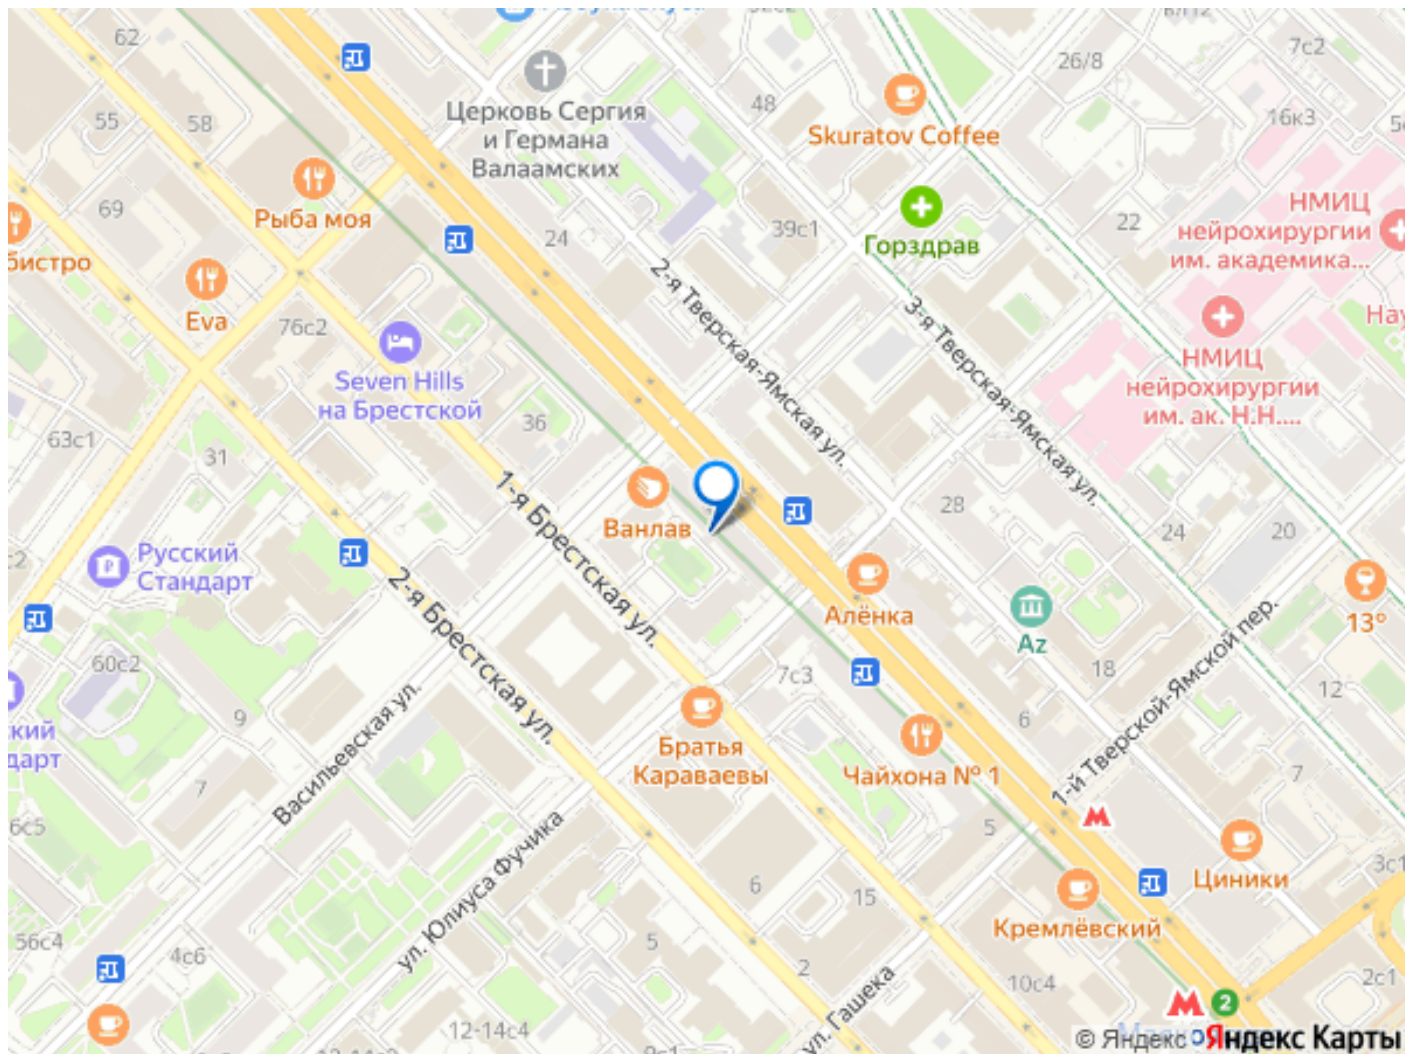 62
55
58
69
Рыба моя
бистро
Eva
76с2
63с1
31
Церковь Сергия
и Германа
Валаамских
48
24
39с1
Skuratov Coffee
Горздрав
26/8
7с2
16к3
22
НМИЦ
нейрохирургии
им. академика...
НМИЦ
нейрохирургии
им. ак. Н.Н....
Seven Hills
на Брестской
36
2-я Тверская-Ямская ул.
3-я Тверская-Ямская ул.
1-я Брестская ул.
Ванлав
28
24
20
Русский
Стандарт
2-я Брестская ул.
Алёнка
Az
13°
60с2
9
7
Васильевская ул.
7с3
18
12
6
7
1-й Тверской-Ямской пер.
Братья
Караваевы
Чайхона № 1
5
6
15
ул. Юлиуса Фучика
Циники
3с1
Кремлёвский
56с4
4с6
5
2
10с4
2с1
12-14с4
ул. Гашека
2
© Яндекс
Яндекс Карты